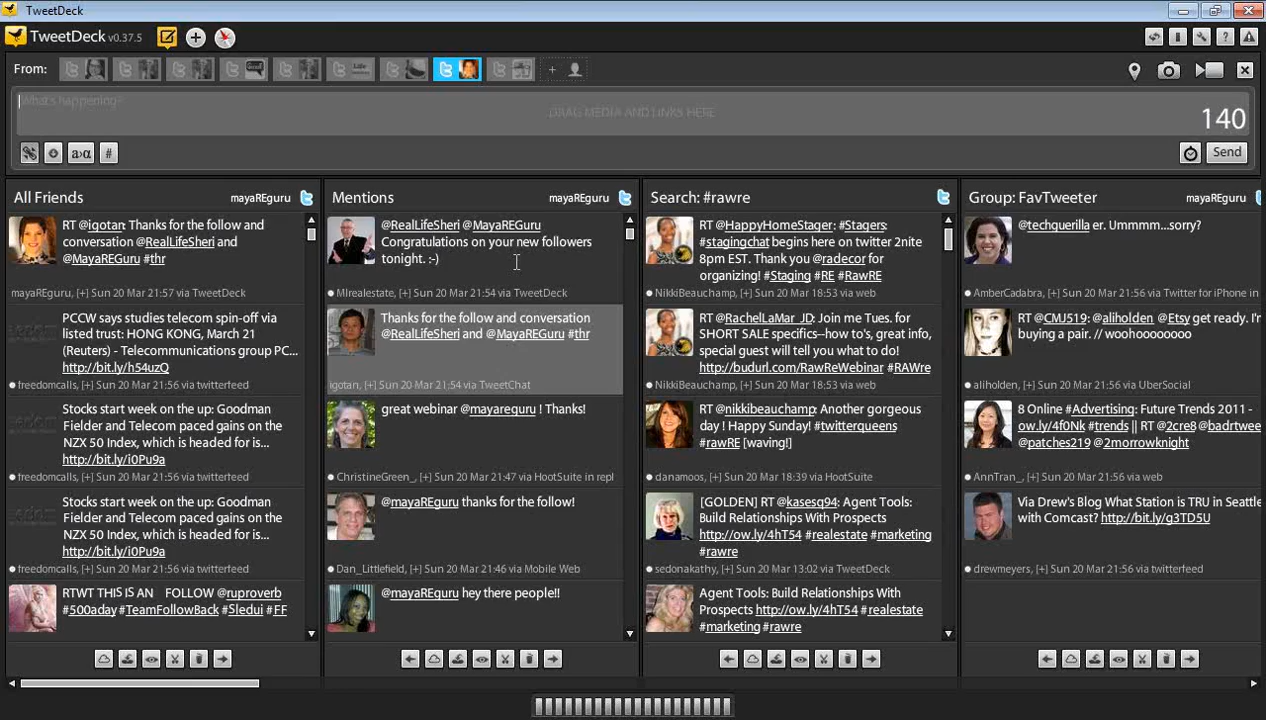 TweetDeck
TweetDeck v0.37.5
From:
What's happening?
DRAG MEDIA AND LINKS HERE
140
a›α
#
Send
All Friends
mayaREguru
RT @igotan: Thanks for the follow and
conversation @RealLifeSheri and
@MayaREGuru #thr
mayaREguru, [+] Sun 20 Mar 21:57 via TweetDeck
PCCW says studies telecom spin-off via
listed trust: HONG KONG, March 21
(Reuters) - Telecommunications group PC...
http://bit.ly/h54uzQ
freedomcalls, [+] Sun 20 Mar 21:56 via twitterfeed
Stocks start week on the up: Goodman
Fielder and Telecom paced gains on the
NZX 50 Index, which is headed for is...
http://bit.ly/i0Pu9a
freedomcalls, [+] Sun 20 Mar 21:56 via twitterfeed
Stocks start week on the up: Goodman
Fielder and Telecom paced gains on the
NZX 50 Index, which is headed for is...
http://bit.ly/i0Pu9a
freedomcalls, [+] Sun 20 Mar 21:56 via twitterfeed
RTWT THIS IS AN FOLLOW @ruproverb
#500aday #TeamFollowBack #Sledui #FF
Mentions
mayaREguru
@RealLifeSheri @MayaREGuru
Congratulations on your new followers
tonight. :-)
MIrealestate, [+] Sun 20 Mar 21:54 via TweetDeck
Thanks for the follow and conversation
@RealLifeSheri and @MayaREGuru #thr
igotan, [+] Sun 20 Mar 21:54 via TweetChat
great webinar @mayareguru ! Thanks!
ChristineGreen_, [+] Sun 20 Mar 21:47 via HootSuite in repl
@mayaREguru thanks for the follow!
Dan_Littlefield, [+] Sun 20 Mar 21:46 via Mobile Web
@mayaREguru hey there people!!
Search: #rawre
RT @HappyHomeStager: #Stagers:
#stagingchat begins here on twitter 2nite
8pm EST. Thank you @radecor for
organizing! #Staging #RE #RawRE
NikkiBeauchamp, [+] Sun 20 Mar 18:53 via web
RT @RachelLaMar_JD: Join me Tues. for
SHORT SALE specifics--how to's, great info,
special guest will tell you what to do!
http://budurl.com/RawReWebinar #RAWre
NikkiBeauchamp, [+] Sun 20 Mar 18:53 via web
RT @nikkibeauchamp: Another gorgeous
day ! Happy Sunday! #twitterqueens
#rawRE [waving!]
danamoos, [+] Sun 20 Mar 18:39 via HootSuite
[GOLDEN] RT @kasesq94: Agent Tools:
Build Relationships With Prospects
http://ow.ly/4hT54 #realestate #marketing
#rawre
sedonakathy, [+] Sun 20 Mar 13:02 via TweetDeck
Agent Tools: Build Relationships With
Prospects http://ow.ly/4hT54 #realestate
#marketing #rawre
Group: FavTweeter
mayaREguru
@techguerilla er. Ummmm...sorry?
AmberCadabra, [+] Sun 20 Mar 21:56 via Twitter for iPhone in
RT @CMJ519: @aliholden @Etsy get ready. I'm
buying a pair. // woohoooooooo
aliholden, [+] Sun 20 Mar 21:56 via UberSocial
8 Online #Advertising: Future Trends 2011 -
ow.ly/4f0Nk #trends || RT @2cre8 @badrtwee
@patches219 @2morrowknight
AnnTran_, [+] Sun 20 Mar 21:56 via web
Via Drew's Blog What Station is TRU in Seattle
with Comcast? http://bit.ly/g3TD5U
drewmeyers, [+] Sun 20 Mar 21:56 via twitterfeed